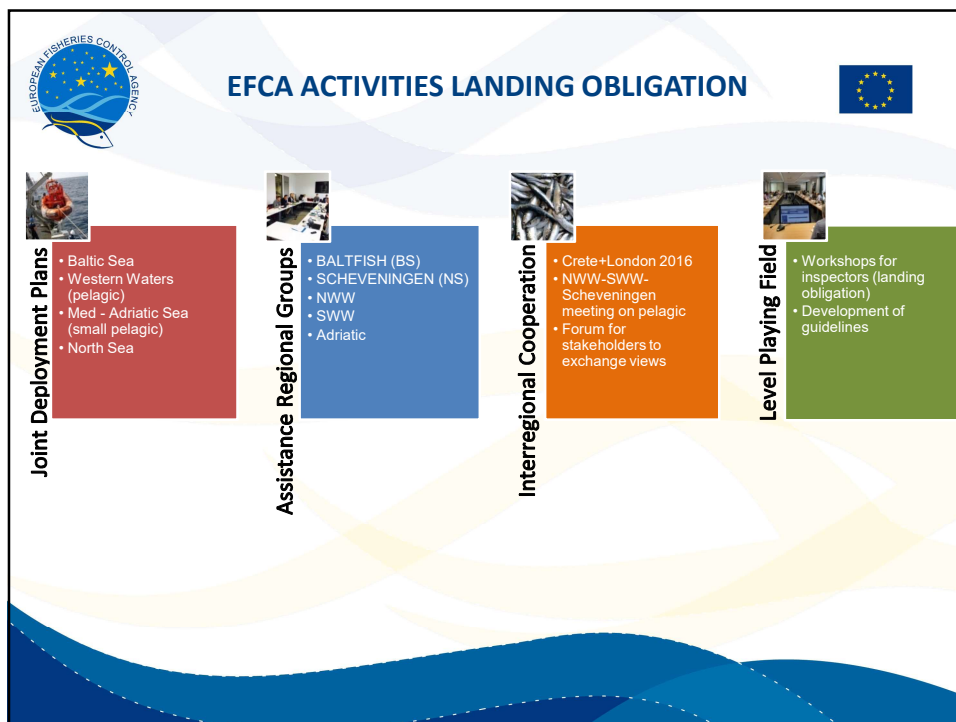 EUROPEAN FISHERIES CONTROL AGENCY
EFCA ACTIVITIES LANDING OBLIGATION
Joint Deployment Plans
• Baltic Sea
• Western Waters
(pelagic)
• Med - Adriatic Sea
(small pelagic)
• North Sea
Assistance Regional Groups
• BALTFISH (BS)
• SCHEVENINGEN (NS)
• NWW
• SWW
• Adriatic
Interregional Cooperation
• Crete+London 2016
• NWW-SWW-
Scheveningen
meeting on pelagic
• Forum for
stakeholders to
exchange views
Level Playing Field
• Workshops for
inspectors (landing
obligation)
• Development of
guidelines